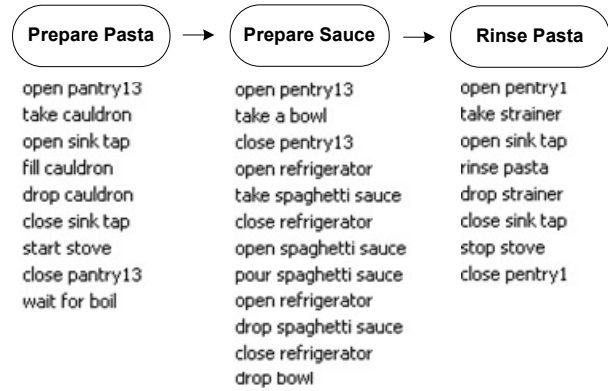 Prepare Pasta
Prepare Sauce
Rinse Pasta
open pantry13
take cauldron
open sink tap
fill cauldron
drop cauldron
close sink tap
start stove
close pantry13
wait for boil
open pentry13
take a bowl
close pentry13
open refrigerator
take spaghetti sauce
close refrigerator
open spaghetti sauce
pour spaghetti sauce
open refrigerator
drop spaghetti sauce
close refrigerator
drop bowl
open pentry1
take strainer
open sink tap
rinse pasta
drop strainer
close sink tap
stop stove
close pentry1